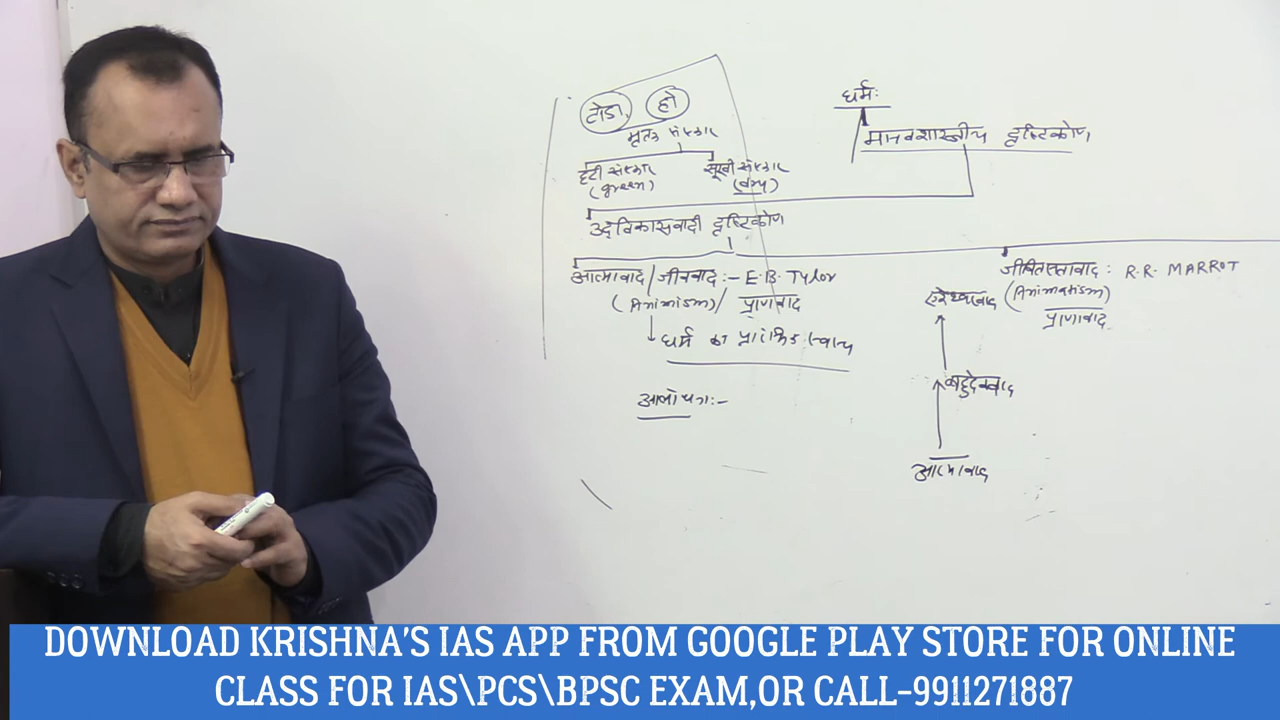 टोडा, हो
मृतक संस्कार
हरी संस्कार सूखी संस्कार
उद्विकासवादी दृष्टिकोण
धर्म:
मानवशास्त्रीय दृष्टिकोण
आत्मावाद / जीववाद :- E.B. Tylor
(Animism) / प्राणवाद
धर्म का प्रारंभिक स्वरूप
आलोचना:-
एकेश्वरवाद
बहुदेववाद
आत्मावाद
जीवितसत्तावाद : R.R. MARROT
(Animatism)
प्राणावाद
DOWNLOAD KRISHNA'S IAS APP FROM GOOGLE PLAY STORE FOR ONLINE
CLASS FOR IAS\PCS\BPSC EXAM,OR CALL-9911271887